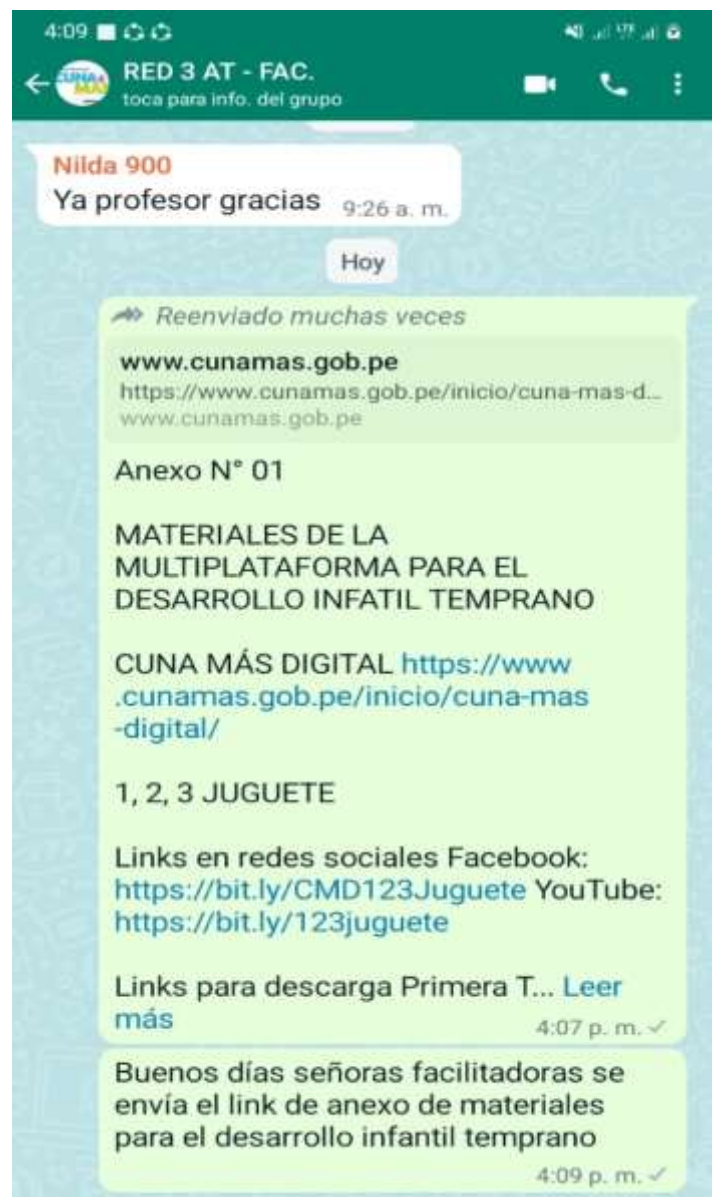 4:09
RED 3 AT - FAC.
toca para info. del grupo
Nilda 900
Ya profesor gracias 9:26 a. m.
Hoy
Reenviado muchas veces
www.cunamas.gob.pe
https://www.cunamas.gob.pe/inicio/cuna-mas-d...
www.cunamas.gob.pe
Anexo N° 01
MATERIALES DE LA
MULTIPLATAFORMA PARA EL
DESARROLLO INFATIL TEMPRANO
CUNA MÁS DIGITAL https://www
.cunamas.gob.pe/inicio/cuna-mas
-digital/
1, 2, 3 JUGUETE
Links en redes sociales Facebook:
https://bit.ly/CMD123Juguete YouTube:
https://bit.ly/123juguete
Links para descarga Primera T... Leer
más 4:07 p. m.
Buenos días señoras facilitadoras se
envía el link de anexo de materiales
para el desarrollo infantil temprano
4:09 p. m.